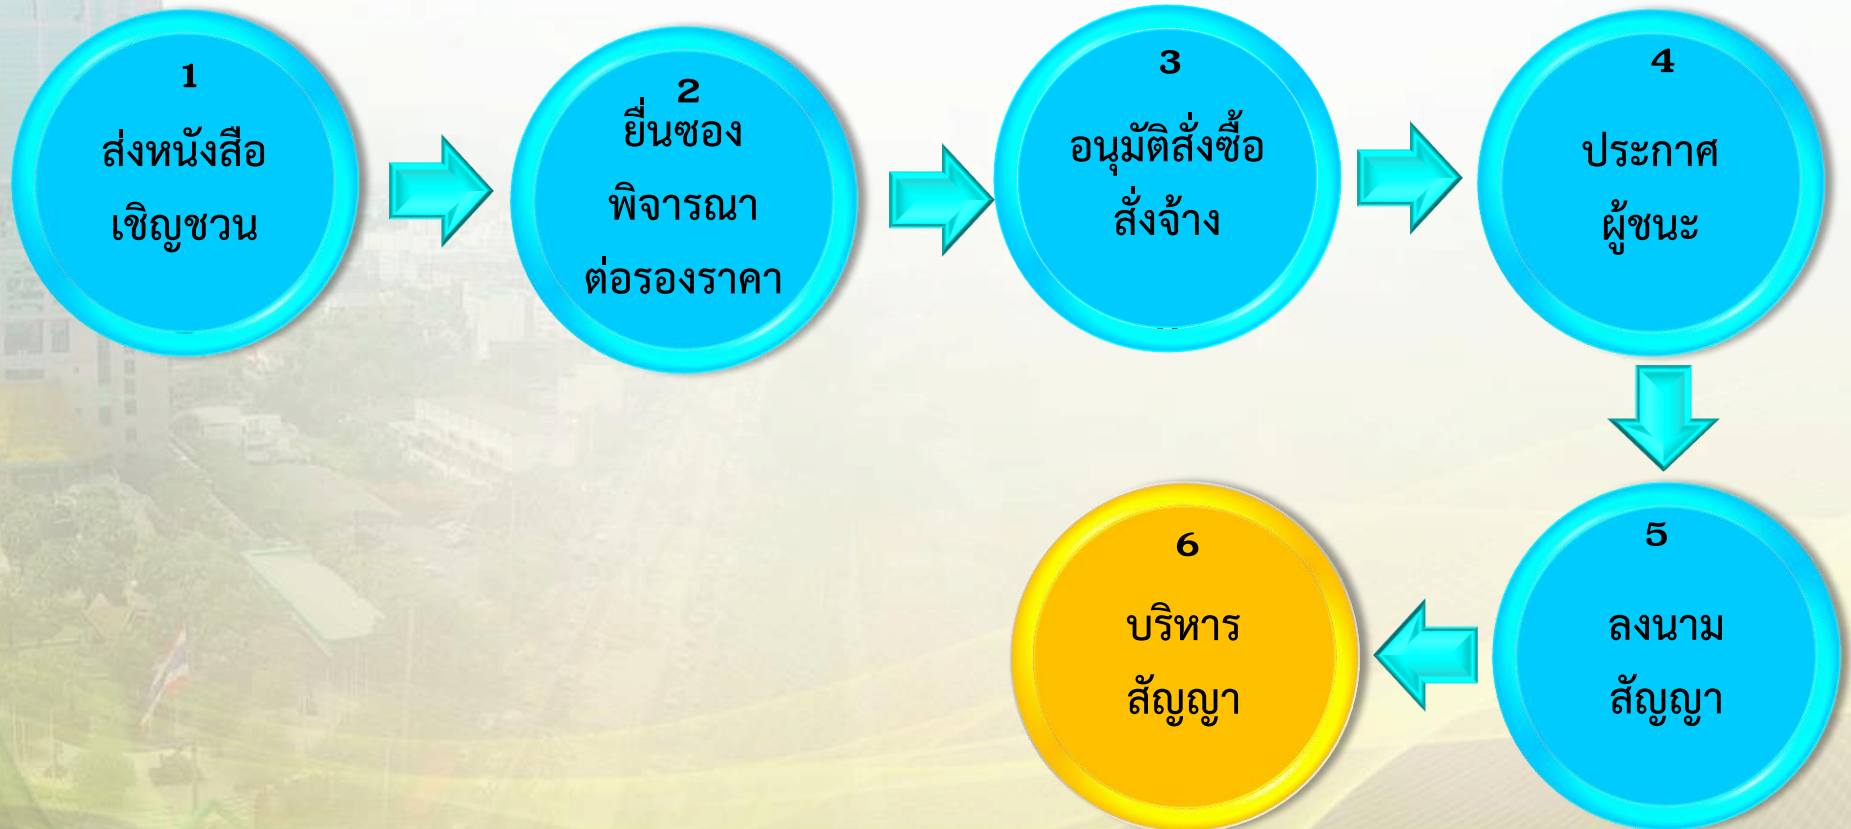 1
ส่งหนังสือ
เชิญชวน
2
ยื่นซอง
พิจารณา
ต่อรองราคา
3
อนุมัติสั่งซื้อ
สั่งจ้าง
4
ประกาศ
ผู้ชนะ
5
ลงนาม
สัญญา
6
บริหาร
สัญญา